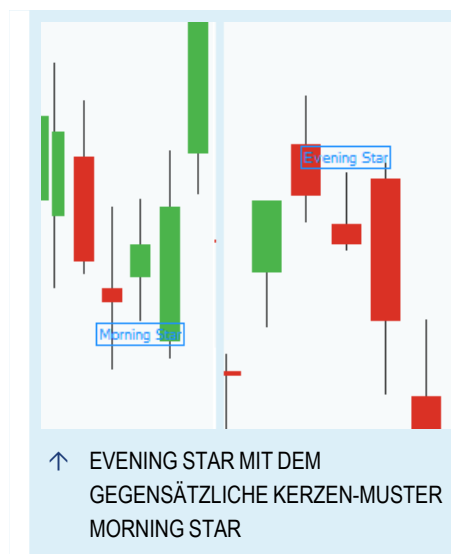 Morning Star
Evening Star
EVENING STAR MIT DEM
GEGENSÄTZLICHE KERZEN-MUSTER
MORNING STAR